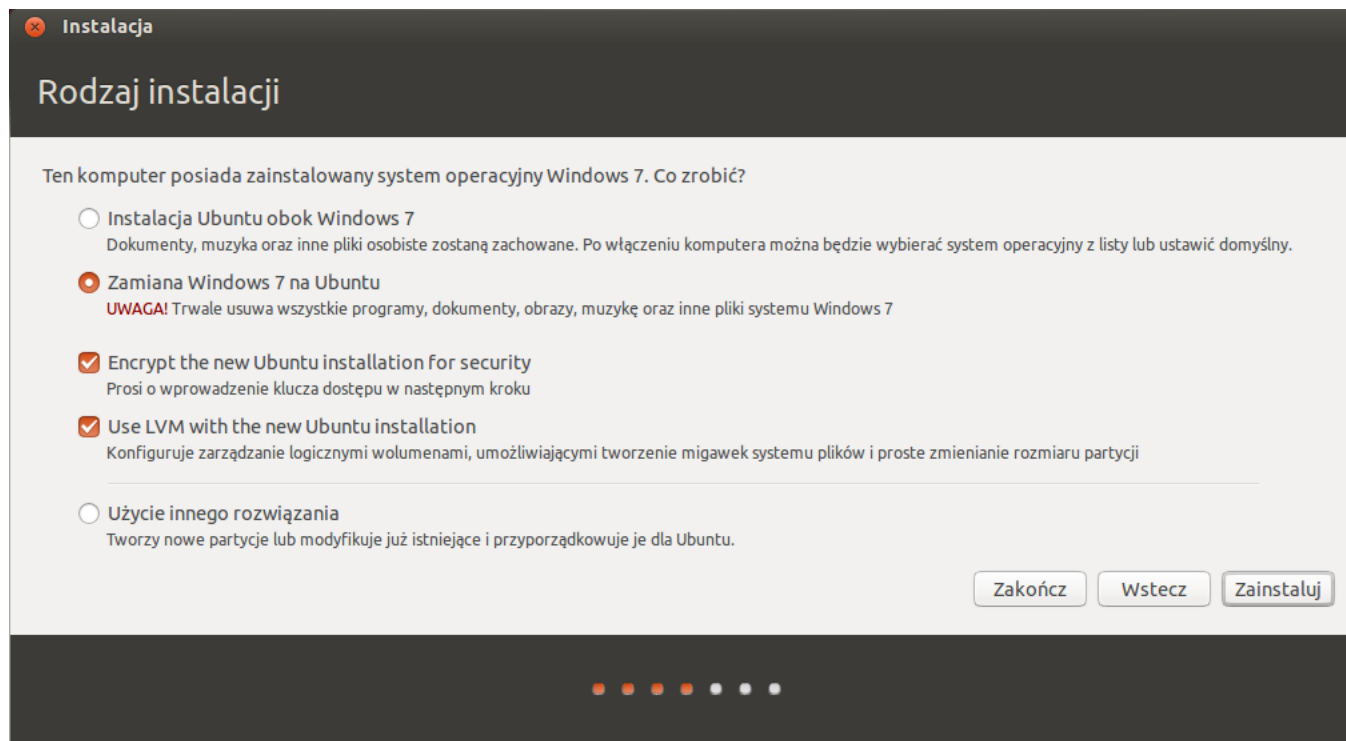 Instalacja
Rodzaj instalacji
Ten komputer posiada zainstalowany system operacyjny Windows 7. Co zrobić?
Instalacja Ubuntu obok Windows 7
Dokumenty, muzyka oraz inne pliki osobiste zostaną zachowane. Po włączeniu komputera można będzie wybierać system operacyjny z listy lub ustawić domyślny.
Zamiana Windows 7 na Ubuntu
UWAGA! Trwale usuwa wszystkie programy, dokumenty, obrazy, muzykę oraz inne pliki systemu Windows 7
Encrypt the new Ubuntu installation for security
Prosi o wprowadzenie klucza dostępu w następnym kroku
Use LVM with the new Ubuntu installation
Konfiguruje zarządzanie logicznymi wolumenami, umożliwiającymi tworzenie migawek systemu plików i proste zmienianie rozmiaru partycji
Użycie innego rozwiązania
Tworzy nowe partycje lub modyfikuje już istniejące i przyporządkowuje je dla Ubuntu.
Zakończ Wstecz Zainstaluj